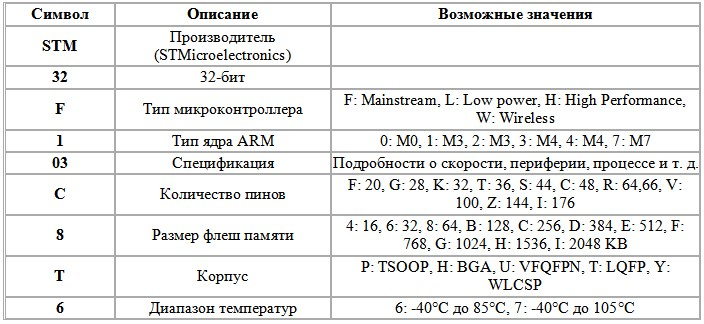 Символ Описание Возможные значения
STM Производитель
(STMicroelectronics)
32 32-бит
F Тип микроконтроллера F: Mainstream, L: Low power, H: High Performance,
W: Wireless
1 Тип ядра ARM 0: M0, 1: M3, 2: M3, 3: M4, 4: M4, 7: M7
03 Спецификация Подробности о скорости, периферии, процессе и т. д.
C Количество пинов F: 20, G: 28, K: 32, T: 36, S: 44, C: 48, R: 64,66, V:
100, Z: 144, I: 176
8 Размер флеш памяти 4: 16, 6: 32, 8: 64, B: 128, C: 256, D: 384, E: 512, F:
768, G: 1024, H: 1536, I: 2048 KB
T Корпус P: TSOOP, H: BGA, U: VFQFPN, T: LQFP, Y:
WLCSP
6 Диапазон температур 6: -40°C до 85°C, 7: -40°C до 105°C